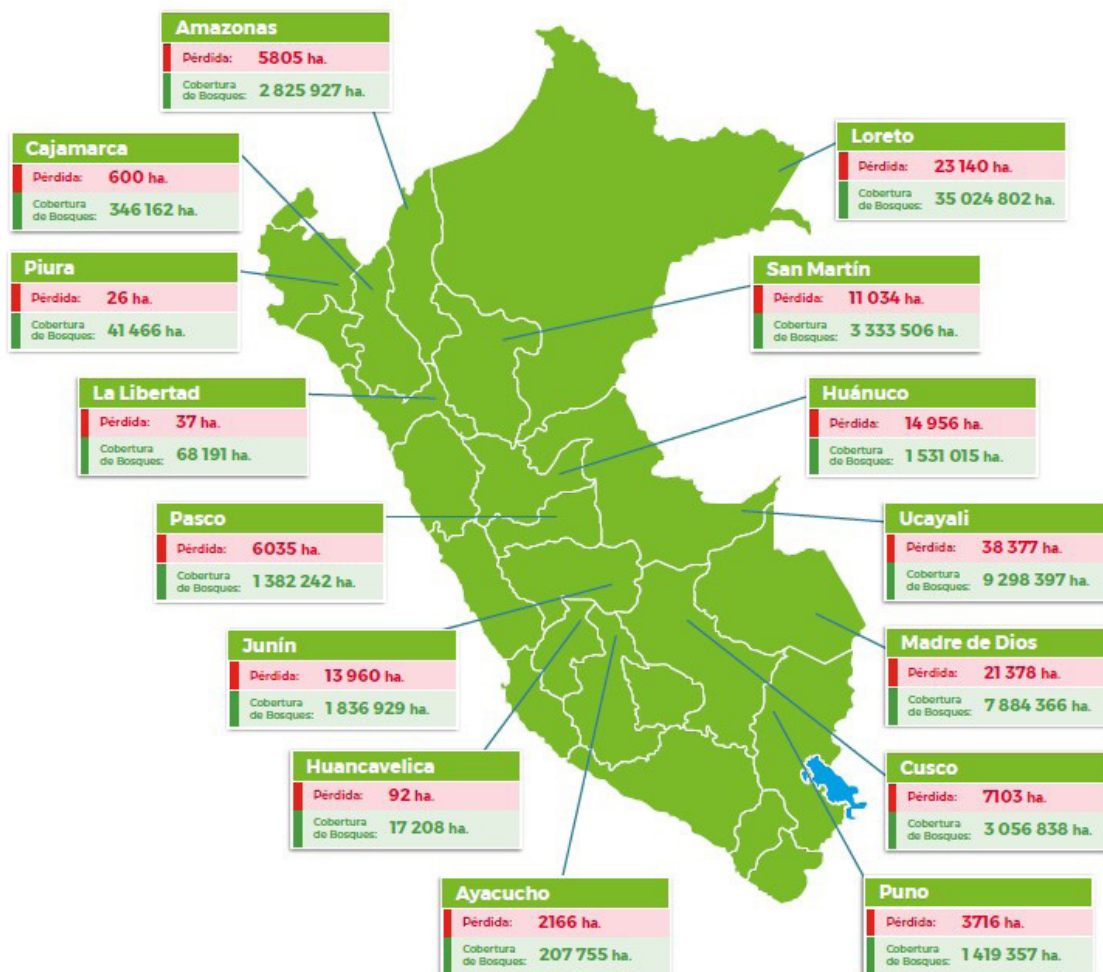 Amazonas
Pérdida: 5805 ha.
Cobertura
de Bosques: 2 825 927 ha.
Cajamarca
Pérdida: 600 ha.
Cobertura
de Bosques: 346 162 ha.
Piura
Pérdida: 26 ha.
Cobertura
de Bosques: 41 466 ha.
La Libertad
Pérdida: 37 ha.
Cobertura
de Bosques: 68 191 ha.
Pasco
Pérdida: 6035 ha.
Cobertura
de Bosques: 1 382 242 ha.
Junín
Pérdida: 13 960 ha.
Cobertura
de Bosques: 1 836 929 ha.
Huancavelica
Pérdida: 92 ha.
Cobertura
de Bosques: 17 208 ha.
Ayacucho
Pérdida: 2166 ha.
Cobertura
de Bosques: 207 755 ha.
Loreto
Pérdida: 23 140 ha.
Cobertura
de Bosques: 35 024 802 ha.
San Martín
Pérdida: 11 034 ha.
Cobertura
de Bosques: 3 333 506 ha.
Huánuco
Pérdida: 14 956 ha.
Cobertura
de Bosques: 1 531 015 ha.
Ucayali
Pérdida: 38 377 ha.
Cobertura
de Bosques: 9 298 397 ha.
Madre de Dios
Pérdida: 21 378 ha.
Cobertura
de Bosques: 7 884 366 ha.
Cusco
Pérdida: 7103 ha.
Cobertura
de Bosques: 3 056 838 ha.
Puno
Pérdida: 3716 ha.
Cobertura
de Bosques: 1 419 357 ha.